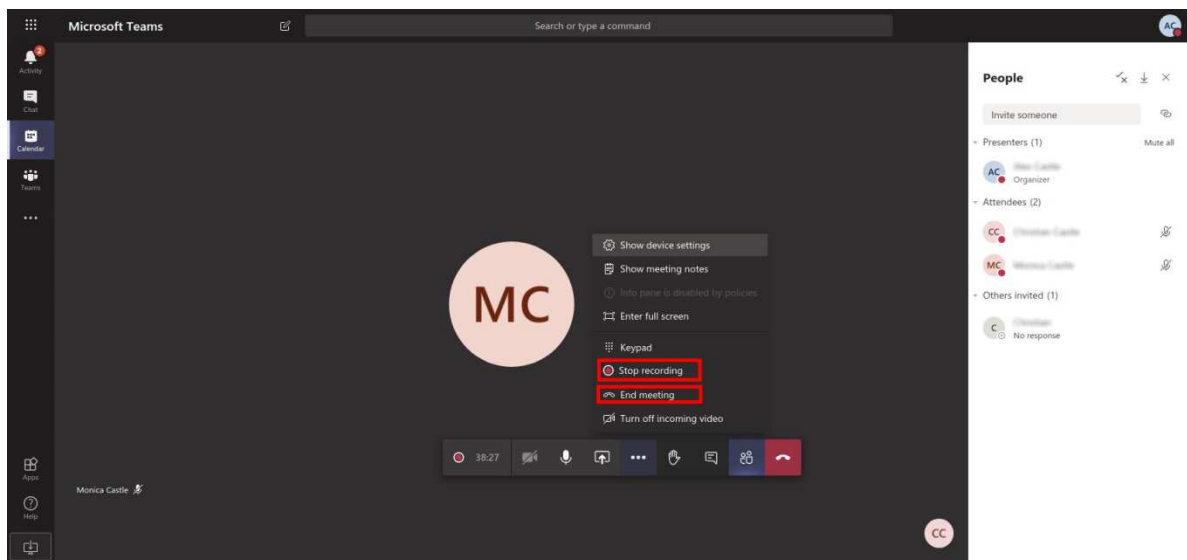 Microsoft Teams
Search or type a command
AC
2
Activity
Chat
Calendar
Teams
Apps
Help
MC
Show device settings
Show meeting notes
Info pane is disabled by policies
Enter full screen
Keypad
Stop recording
End meeting
Turn off incoming video
38:27
Monica Castle
CC
People
Invite someone
Presenters (1) Mute all
AC
Organizer
Attendees (2)
CC
MC
Others invited (1)
C
No response